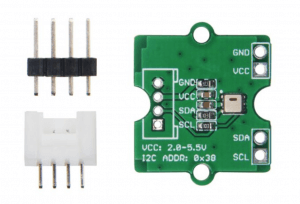 GND
VCC
SDA
SCL
GND
VCC
SDA
SCL
VCC: 2.0-5.5V
I2C ADDR: 0x38